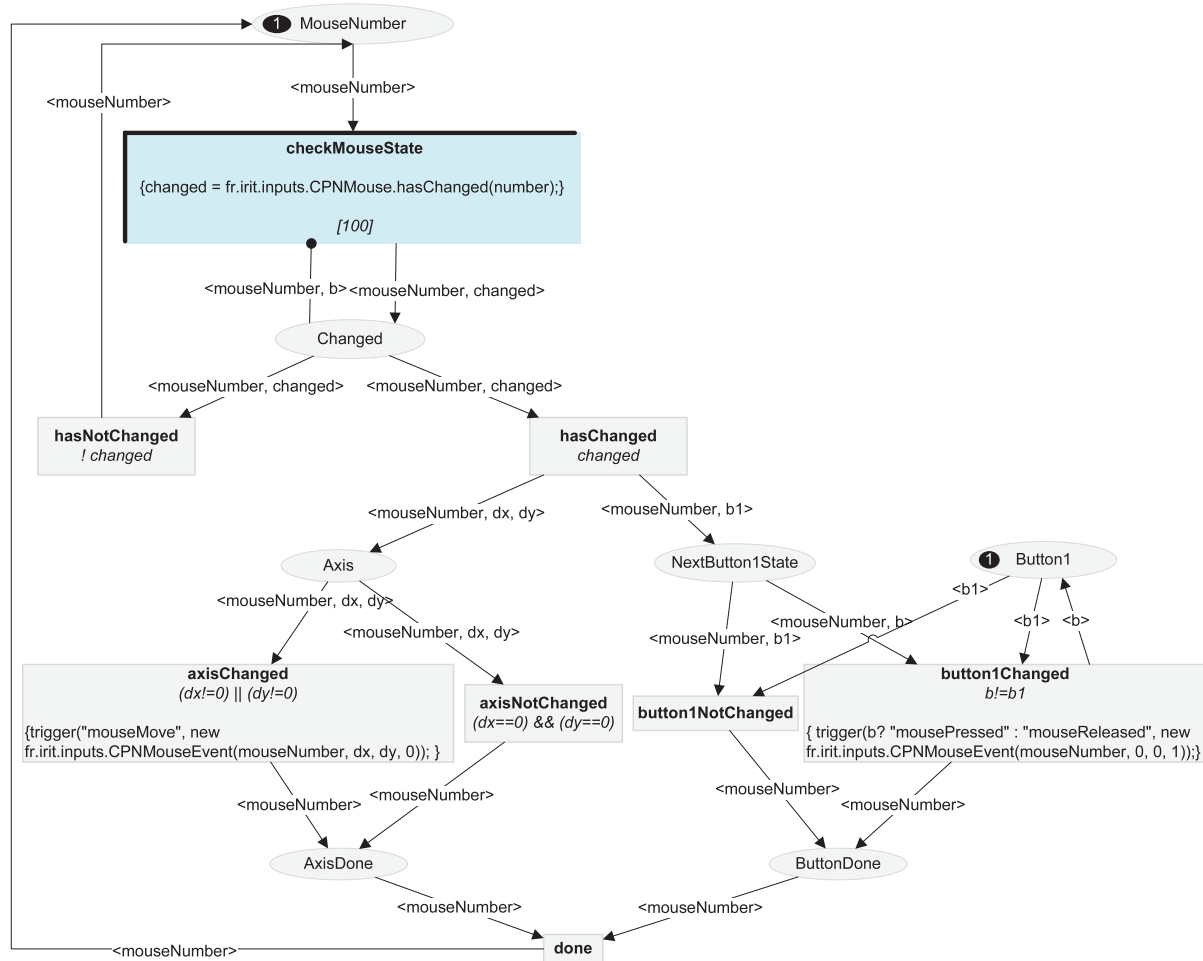 1 MouseNumber
<mouseNumber>
<mouseNumber>
checkMouseState
{changed = fr.irit.inputs.CPNMouse.hasChanged(number);}
[100]
<mouseNumber, b>
<mouseNumber, changed>
Changed
<mouseNumber, changed>
<mouseNumber, changed>
hasNotChanged
! changed
hasChanged
changed
<mouseNumber, dx, dy>
<mouseNumber, b1>
Axis
NextButton1State
1 Button1
<mouseNumber, dx, dy>
<mouseNumber, dx, dy>
<mouseNumber, b1>
<mouseNumber, b>
<b1>
<b1>
<b>
axisChanged
(dx!=0) || (dy!=0)
{trigger("mouseMove", new
fr.irit.inputs.CPNMouseEvent(mouseNumber, dx, dy, 0)); }
axisNotChanged
(dx==0) && (dy==0)
button1NotChanged
button1Changed
b!=b1
{ trigger(b? "mousePressed" : "mouseReleased", new
fr.irit.inputs.CPNMouseEvent(mouseNumber, 0, 0, 1));}
<mouseNumber>
<mouseNumber>
<mouseNumber>
<mouseNumber>
AxisDone
ButtonDone
<mouseNumber>
<mouseNumber>
done
<mouseNumber>